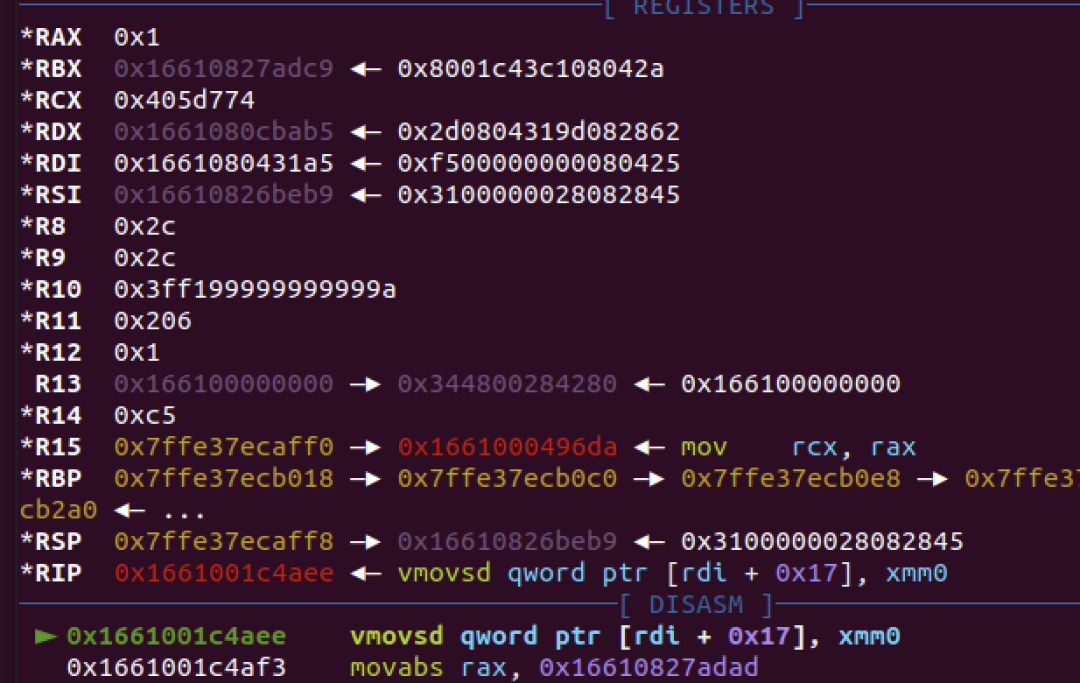 [ REGISTERS ]
*RAX 0x1
*RBX 0x16610827adc9 ◂— 0x8001c43c108042a
*RCX 0x405d774
*RDX 0x1661080cbab5 ◂— 0x2d0804319d082862
*RDI 0x1661080431a5 ◂— 0xf500000000080425
*RSI 0x16610826beb9 ◂— 0x3100000028082845
*R8 0x2c
*R9 0x2c
*R10 0x3ff199999999999a
*R11 0x206
*R12 0x1
R13 0x166100000000 —▸ 0x344800284280 ◂— 0x166100000000
*R14 0xc5
*R15 0x7ffe37ecaff0 —▸ 0x1661000496da ◂— mov rcx, rax
*RBP 0x7ffe37ecb018 —▸ 0x7ffe37ecb0c0 —▸ 0x7ffe37ecb0e8 —▸ 0x7ffe37
cb2a0 ◂— ...
*RSP 0x7ffe37ecaff8 —▸ 0x16610826beb9 ◂— 0x3100000028082845
*RIP 0x1661001c4aee ◂— vmovsd qword ptr [rdi + 0x17], xmm0
[ DISASM ]
► 0x1661001c4aee vmovsd qword ptr [rdi + 0x17], xmm0
0x1661001c4af3 movabs rax, 0x16610827adad